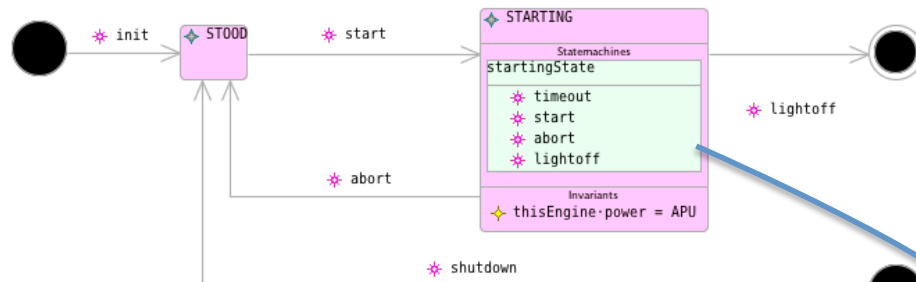 init
STOOD
start
STARTING
Statemachines
startingState
timeout
start
abort
lightoff
lightoff
abort
Invariants
thisEngine·power = APU
shutdown